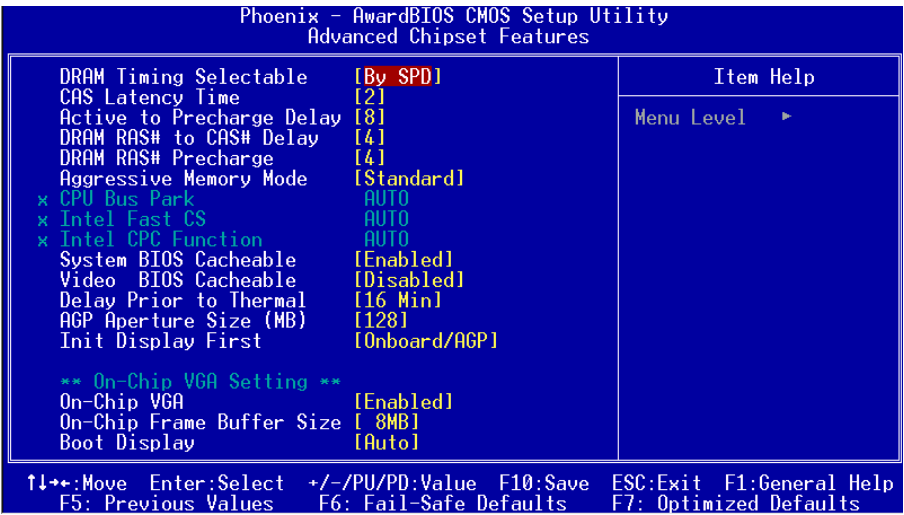 Phoenix - AwardBIOS CMOS Setup Utility
Advanced Chipset Features
DRAM Timing Selectable [By SPD]
CAS Latency Time [2]
Active to Precharge Delay [8]
DRAM RAS# to CAS# Delay [4]
DRAM RAS# Precharge [4]
Aggressive Memory Mode [Standard]
x CPU Bus Park AUTO
x Intel Fast CS AUTO
x Intel CPC Function AUTO
System BIOS Cacheable [Enabled]
Video BIOS Cacheable [Disabled]
Delay Prior to Thermal [16 Min]
AGP Aperture Size (MB) [128]
Init Display First [Onboard/AGP]
** On-Chip VGA Setting **
On-Chip VGA [Enabled]
On-Chip Frame Buffer Size [ 8MB]
Boot Display [Auto]
Item Help
Menu Level ►
↑↓→←:Move Enter:Select +/-/PU/PD:Value F10:Save ESC:Exit F1:General Help
F5: Previous Values F6: Fail-Safe Defaults F7: Optimized Defaults